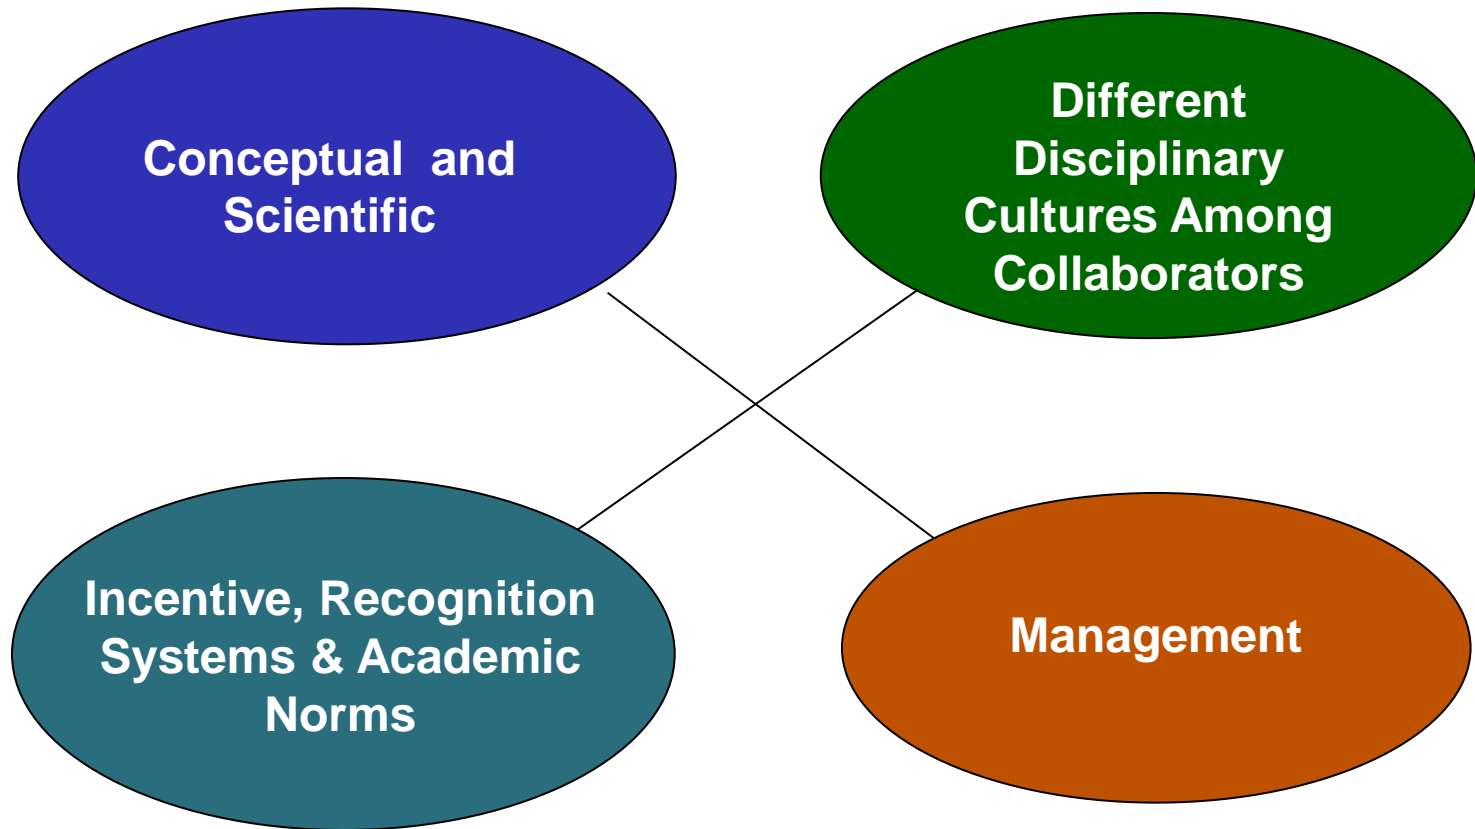 Conceptual  and
Scientific
Different
Disciplinary
Cultures Among
Collaborators
Incentive, Recognition
Systems & Academic
Norms
Management